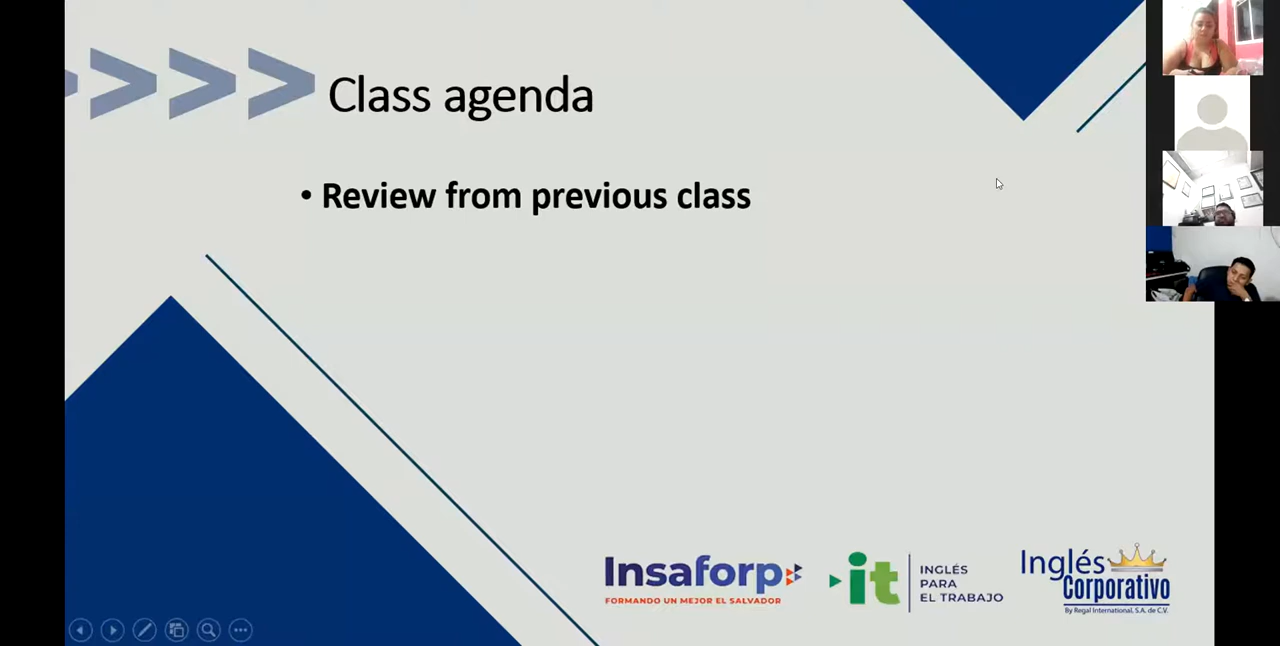 Class agenda
• Review from previous class
Insaforp
FORMANDO UN MEJOR EL SALVADOR
it
INGLÉS
PARA
EL TRABAJO
Inglés
Corporativo
By Regal International, S.A. de C.V.